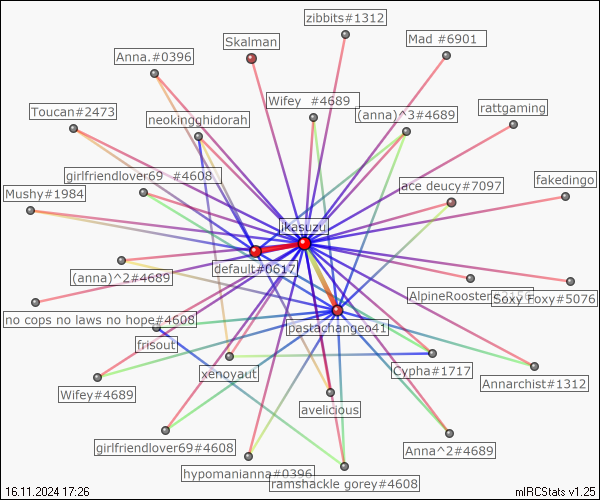 zibbits#1312
Skalman
Mad #6901
Anna.#0396
Wifey #4689
Toucan#2473
neokingghidorah
(anna)^3#4689
rattgaming
girlfriendlover69 #4608
Mushy#1984
ace deucy#7097
fakedingo
jkasuzu
default#0617
(anna)^2#4689
AlpineRooster
Soxy Foxy#5076
no cops no laws no hope#4608
pastachangeo41
frisout
xenoyaut
Cypha#1717
Annarchist#1312
Wifey#4689
avelicious
girlfriendlover69#4608
Anna^2#4689
hypomanianna#0396
ramshackle gorey#4608
16.11.2024 17:26
mIRCStats v1.25